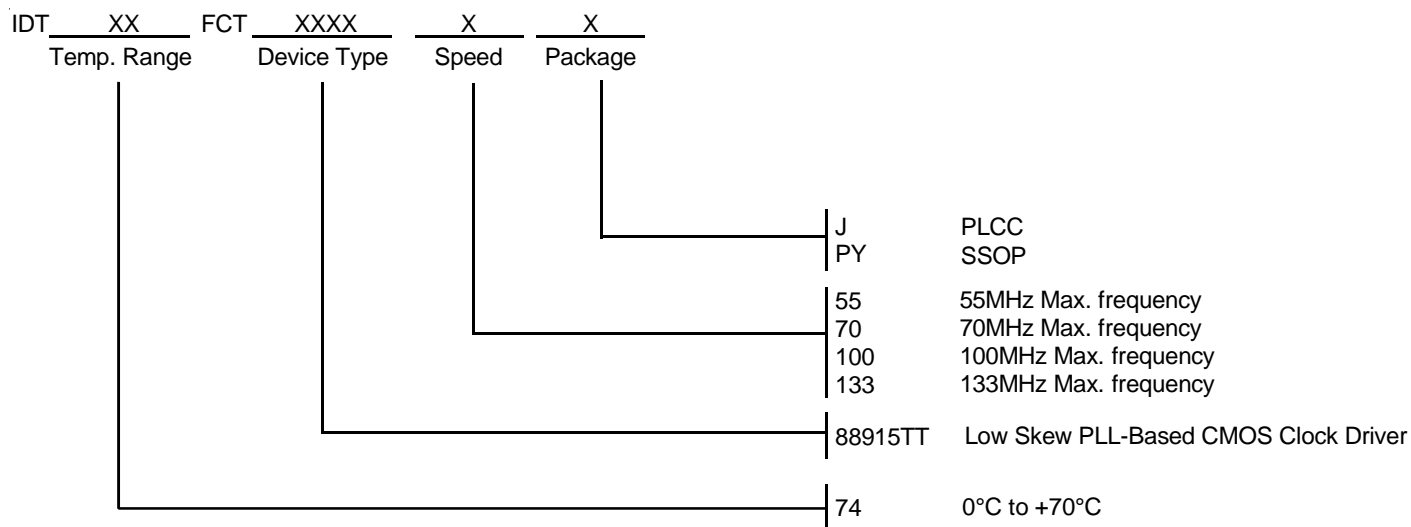 IDT XX FCT XXXX X X
Temp. Range Device Type Speed Package
J PLCC
PY SSOP
55 55MHz Max. frequency
70 70MHz Max. frequency
100 100MHz Max. frequency
133 133MHz Max. frequency
88915TT Low Skew PLL-Based CMOS Clock Driver
74 0°C to +70°C